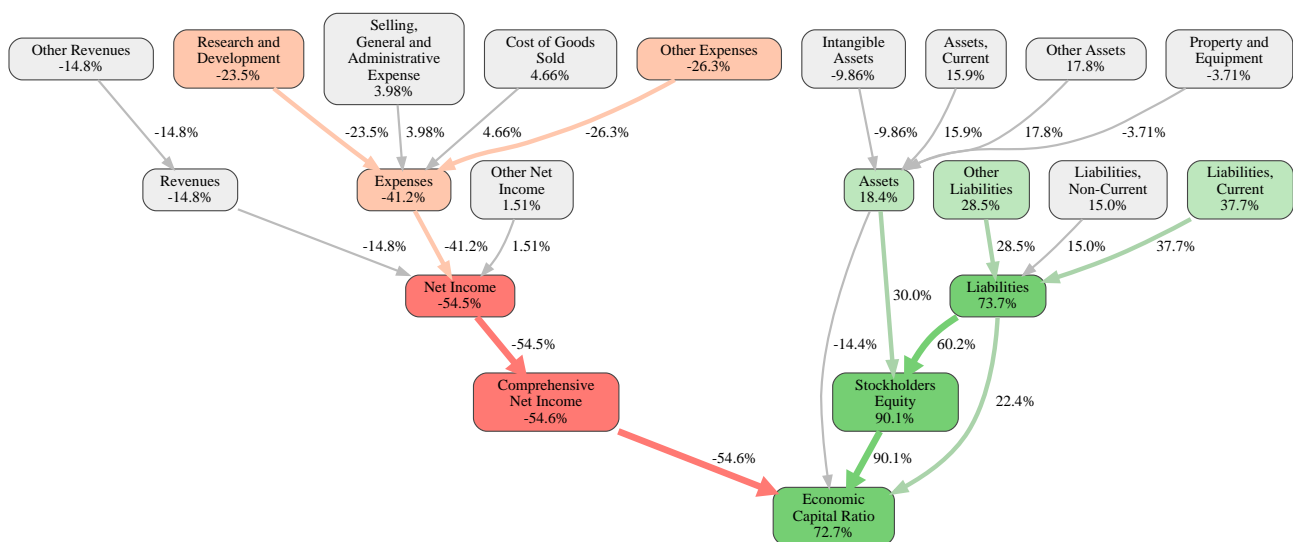 Other Revenues
-14.8%
Research and
Development
-23.5%
Selling,
General and
Administrative
Expense
3.98%
Cost of Goods
Sold
4.66%
Other Expenses
-26.3%
Intangible
Assets
-9.86%
Assets,
Current
15.9%
Other Assets
17.8%
Property and
Equipment
-3.71%
-14.8%
-23.5%
3.98%
4.66%
-26.3%
-9.86%
15.9%
17.8%
-3.71%
Revenues
-14.8%
Expenses
-41.2%
Other Net
Income
1.51%
Assets
18.4%
Other
Liabilities
28.5%
Liabilities,
Non-Current
15.0%
Liabilities,
Current
37.7%
-14.8%
-41.2%
1.51%
28.5%
15.0%
37.7%
Net Income
-54.5%
30.0%
Liabilities
73.7%
-54.5%
-14.4%
60.2%
Comprehensive
Net Income
-54.6%
Stockholders
Equity
90.1%
22.4%
-54.6%
90.1%
Economic
Capital Ratio
72.7%